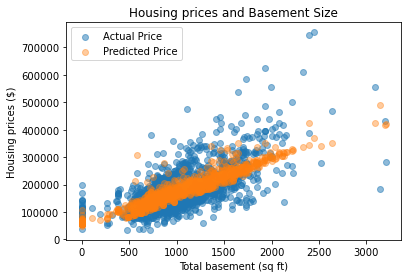 Housing prices and Basement Size
Actual Price
Predicted Price
Housing prices ($)
700000
600000
500000
400000
300000
200000
100000
0
0 500 1000 1500 2000 2500 3000
Total basement (sq ft)